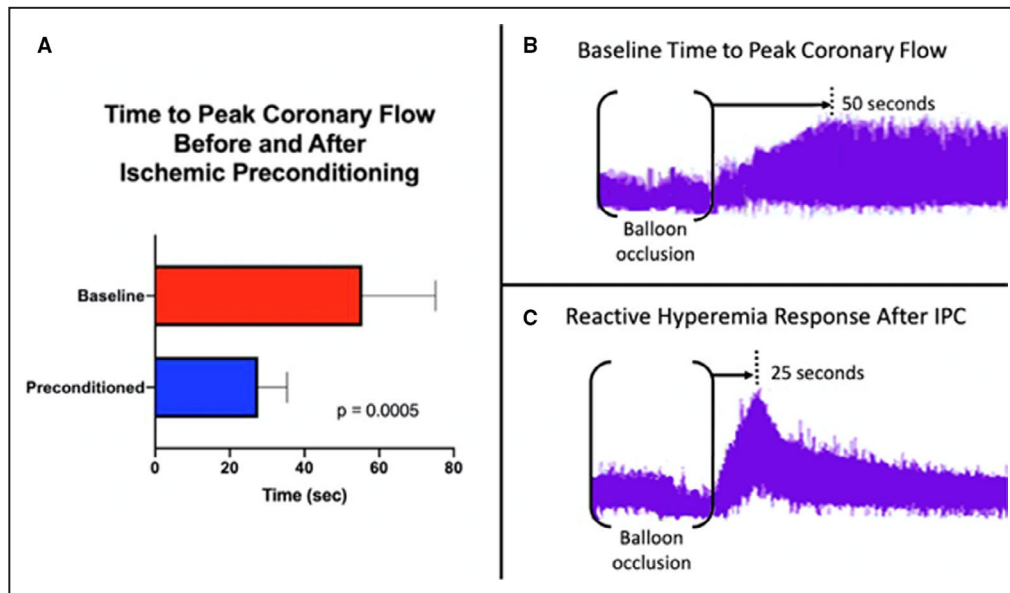 A
Time to Peak Coronary Flow
Before and After
Ischemic Preconditioning
Baseline
Preconditioned
p = 0.0005
0 20 40 60 80
Time (sec)
B
Baseline Time to Peak Coronary Flow
50 seconds
Balloon
occlusion
C
Reactive Hyperemia Response After IPC
25 seconds
Balloon
occlusion